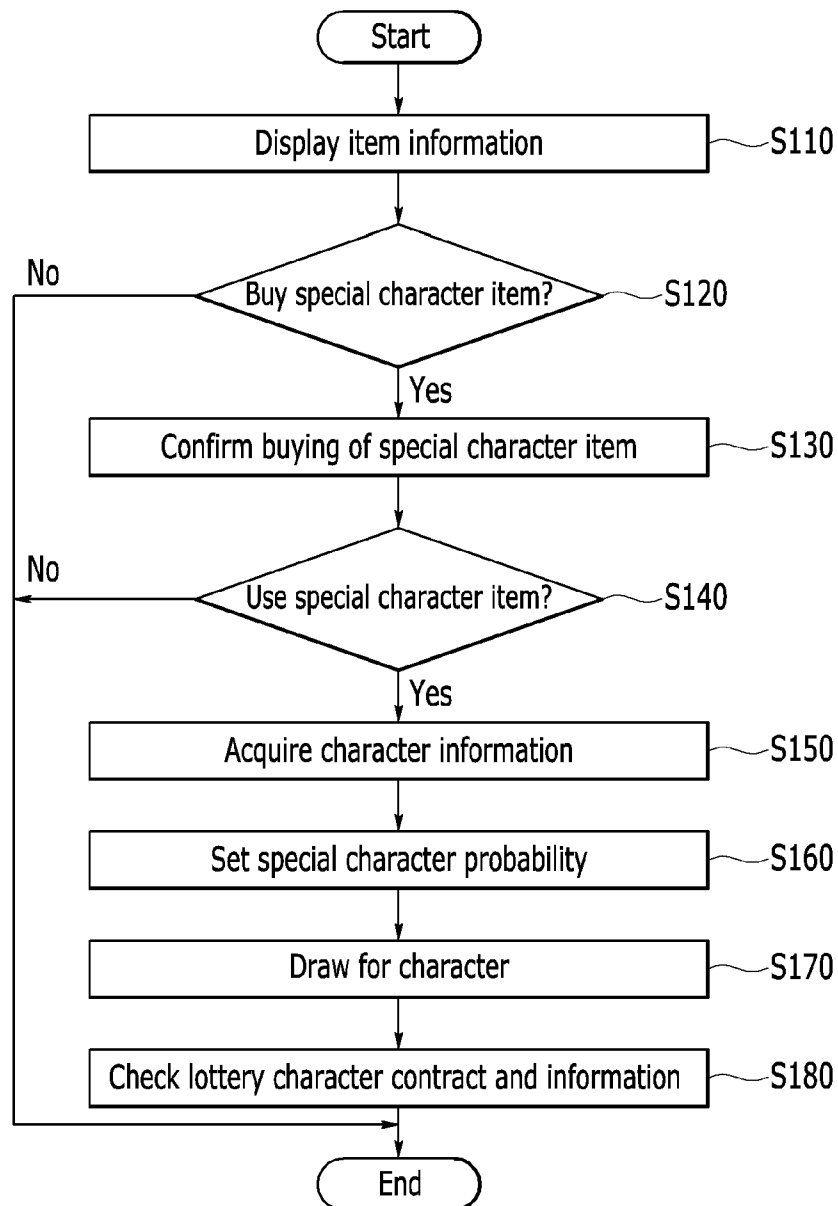 Start
Display item information
S110
No
Buy special character item?
S120
Yes
Confirm buying of special character item
S130
No
Use special character item?
S140
Yes
Acquire character information
S150
Set special character probability
S160
Draw for character
S170
Check lottery character contract and information
S180
End